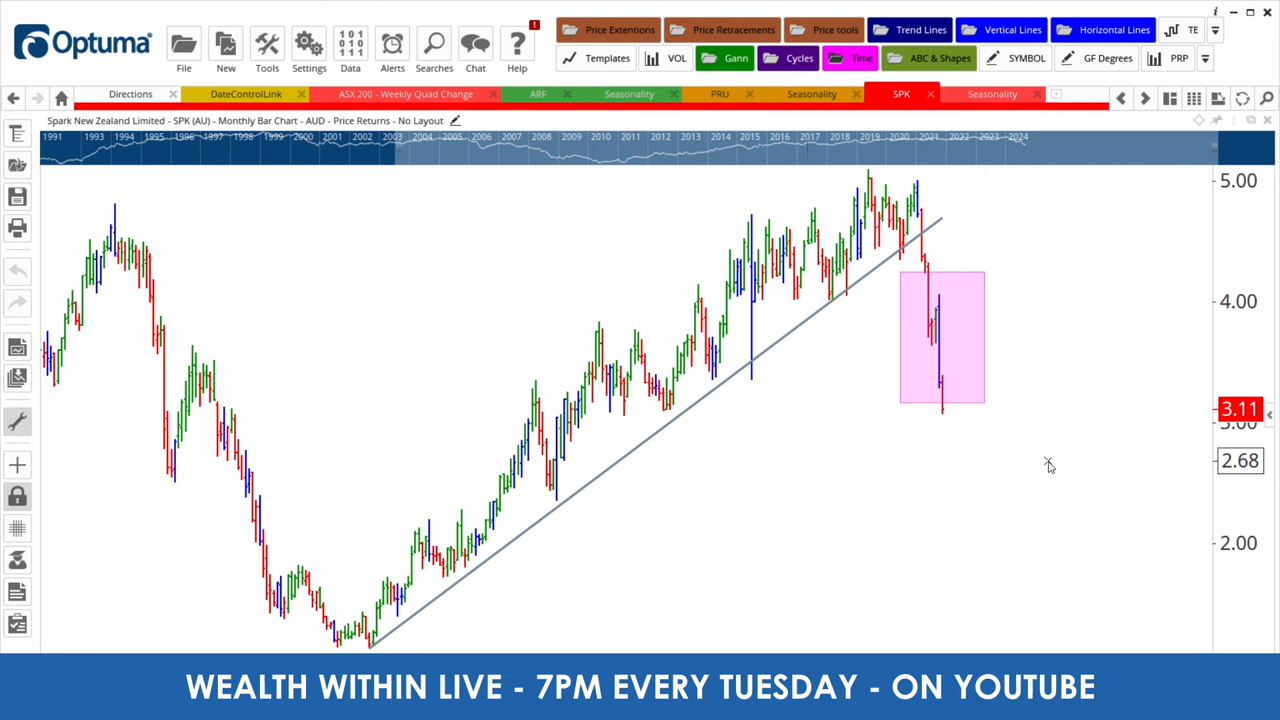 i
Optuma
File
New
Tools
Settings
101
010
101
Data
Alerts
Searches
Chat
!
?
Help
Price Extentions
Price Retracements
Price tools
Trend Lines
Vertical Lines
Horizontal Lines
TE
Templates
VOL
Gann
Cycles
Time
ABC & Shapes
SYMBOL
GF Degrees
PRP
Directions
DateControlLink
ASX 200 - Weekly Quad Change
ARF
Seasonality
PRU
Seasonality
SPK
Seasonality
Spark New Zealand Limited - SPK (AU) - Monthly Bar Chart - AUD - Price Returns - No Layout
1991 1993 1994 1995 1996 1997 1998 1999 2000 2001 2002 2003 2004 2005 2006 2007 2008 2009 2010 2011 2012 2013 2014 2015 2016 2017 2018 2019 2020 2021 2022 2023 2024
5.00
4.00
3.11
3.00
2.68
2.00
WEALTH WITHIN LIVE - 7PM EVERY TUESDAY - ON YOUTUBE